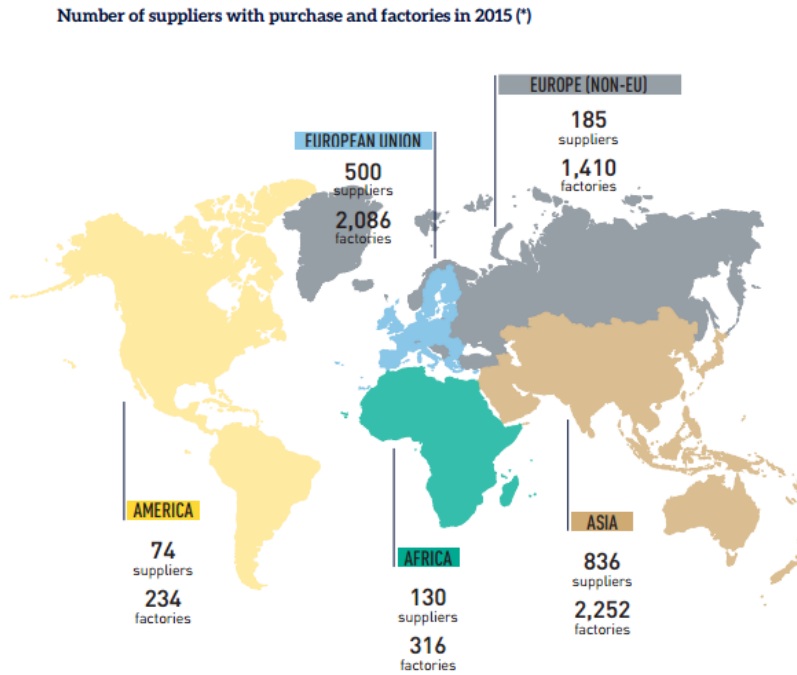 Number of suppliers with purchase and factories in 2015 (*)
EUROPE (NON-EU)
185
suppliers
1,410
factories
EUROPEAN UNION
500
suppliers
2,086
factories
AMERICA
74
suppliers
234
factories
AFRICA
130
suppliers
316
factories
ASIA
836
suppliers
2,252
factories